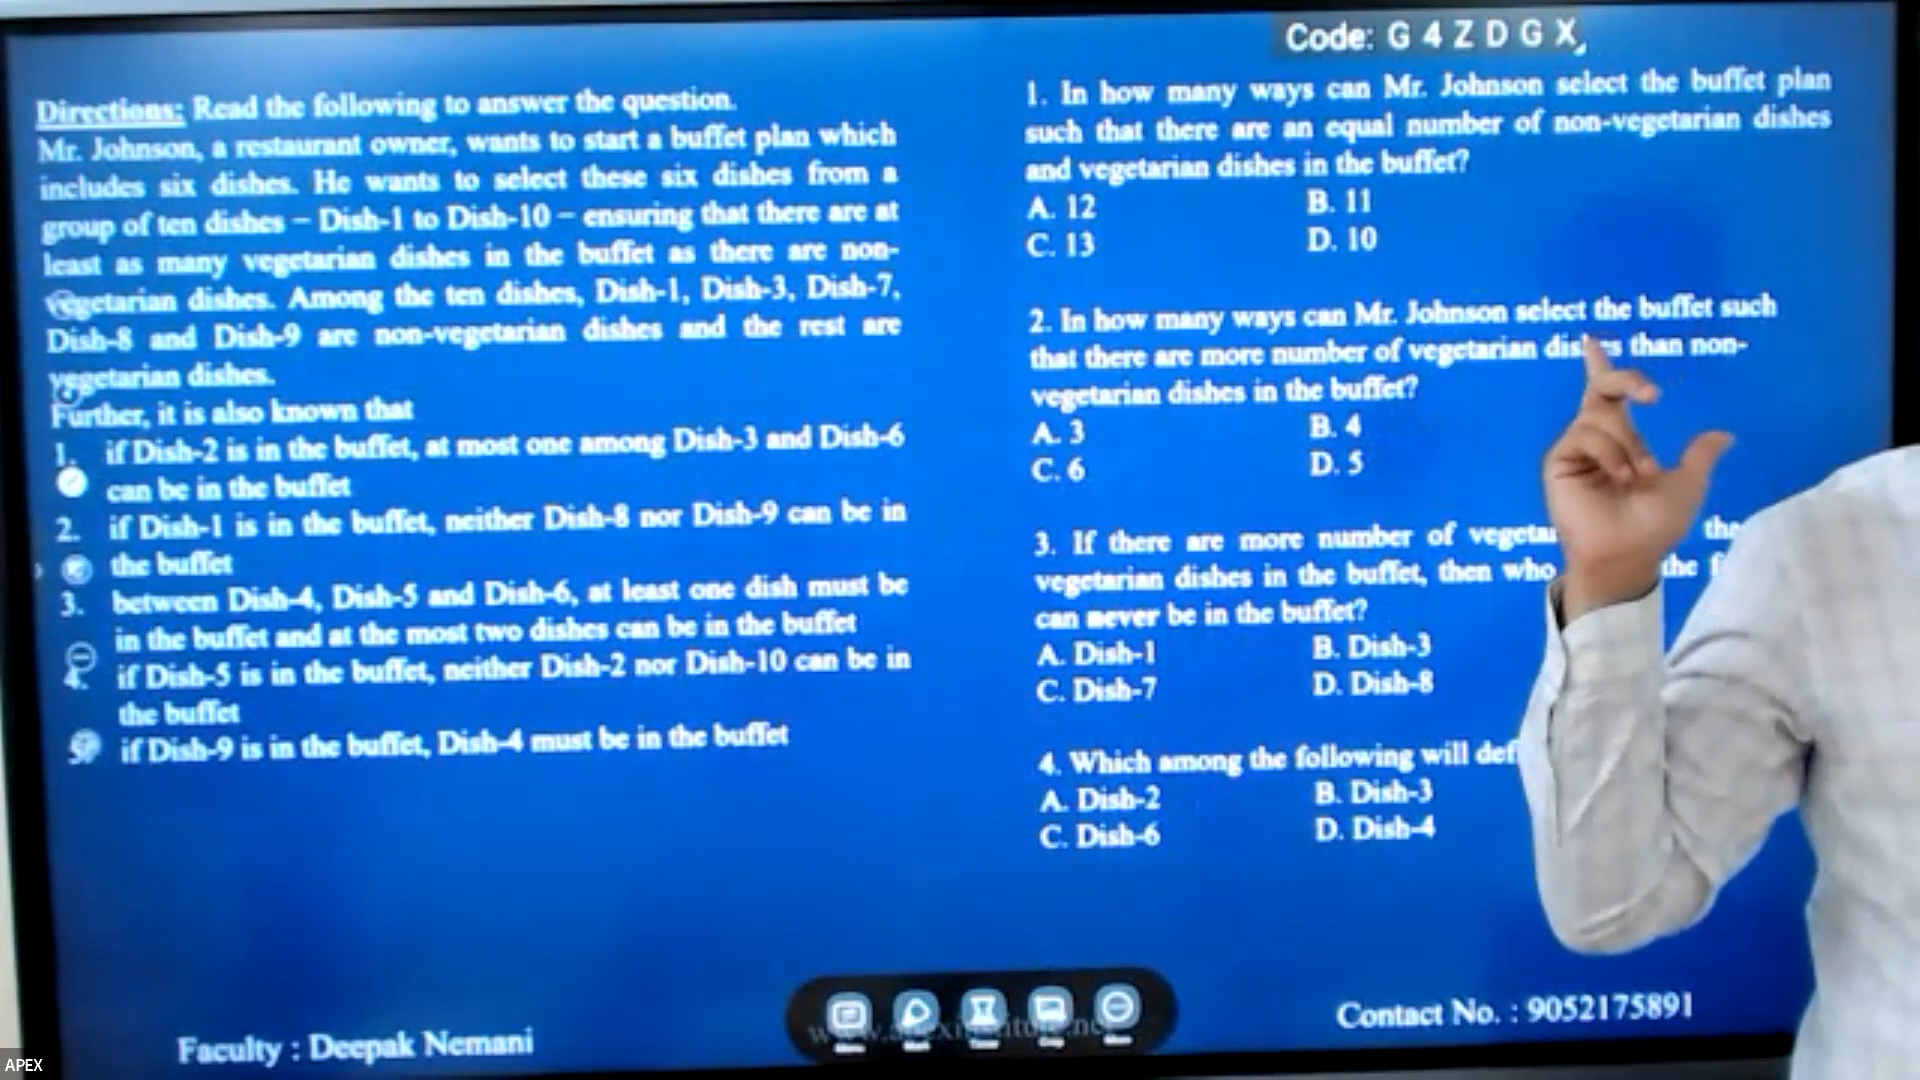 Code: G 4 Z D G X
Directions: Read the following to answer the question.
Mr. Johnson, a restaurant owner, wants to start a buffet plan which
includes six dishes. He wants to select these six dishes from a
group of ten dishes – Dish-1 to Dish-10 – ensuring that there are at
least as many vegetarian dishes in the buffet as there are non-
vegetarian dishes. Among the ten dishes, Dish-1, Dish-3, Dish-7,
Dish-8 and Dish-9 are non-vegetarian dishes and the rest are
vegetarian dishes.
Further, it is also known that
1. if Dish-2 is in the buffet, at most one among Dish-3 and Dish-6
can be in the buffet
2. if Dish-1 is in the buffet, neither Dish-8 nor Dish-9 can be in
the buffet
3. between Dish-4, Dish-5 and Dish-6, at least one dish must be
in the buffet and at the most two dishes can be in the buffet
4. if Dish-5 is in the buffet, neither Dish-2 nor Dish-10 can be in
the buffet
5. if Dish-9 is in the buffet, Dish-4 must be in the buffet
1. In how many ways can Mr. Johnson select the buffet plan
such that there are an equal number of non-vegetarian dishes
and vegetarian dishes in the buffet?
A. 12 B. 11
C. 13 D. 10
2. In how many ways can Mr. Johnson select the buffet such
that there are more number of vegetarian dishes than non-
vegetarian dishes in the buffet?
A. 3 B. 4
C. 6 D. 5
3. If there are more number of
vegetarian dishes in the buffet, then who the
can never be in the buffet?
A. Dish-1 B. Dish-3
C. Dish-7 D. Dish-8
4. Which among the following will
A. Dish-2 B. Dish-3
C. Dish-6 D. Dish-4
Faculty : Deepak Nemani
Contact No. : 9052175891
APEX